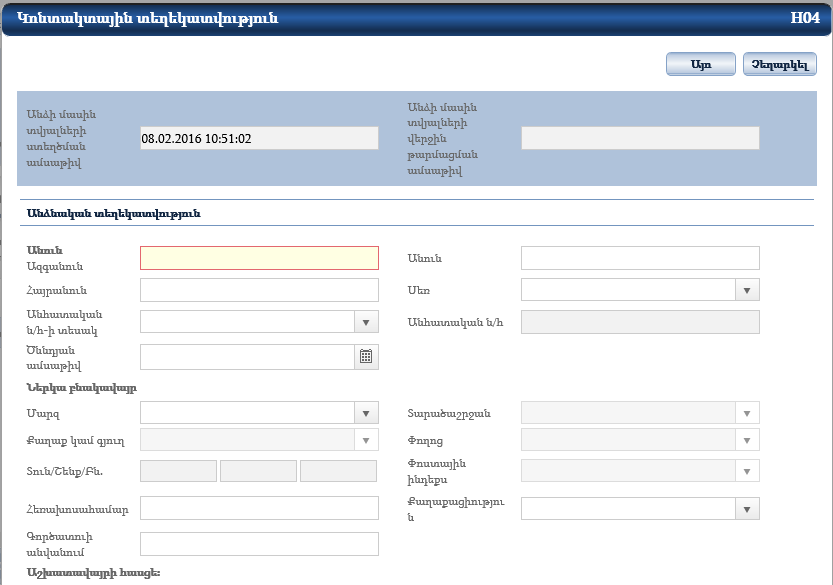 Կոնտակտային տեղեկատվություն H04
Այո Չեղարկել
Անձի մասին
տվյալների
ստեղծման
ամսաթիվ
08.02.2016 10:51:02
Անձի մասին
տվյալների
վերջին
թարմացման
ամսաթիվ
Անձնական տեղեկատվություն
Անուն
Ազգանուն
Անուն
Հայրանուն
Սեռ
Անհատական
ն/հ-ի տեսակ
Անհատական ն/հ
Ծննդյան
ամսաթիվ
Ներկա բնակավայր
Մարզ
Տարածաշրջան
Քաղաք կամ գյուղ
Փողոց
Տուն/Շենք/Բն.
Փոստային
ինդեքս
Հեռախոսահամար
Քաղաքացիությու
ն
Գործատուի
անվանում
Աշխատավայրի հասցե: